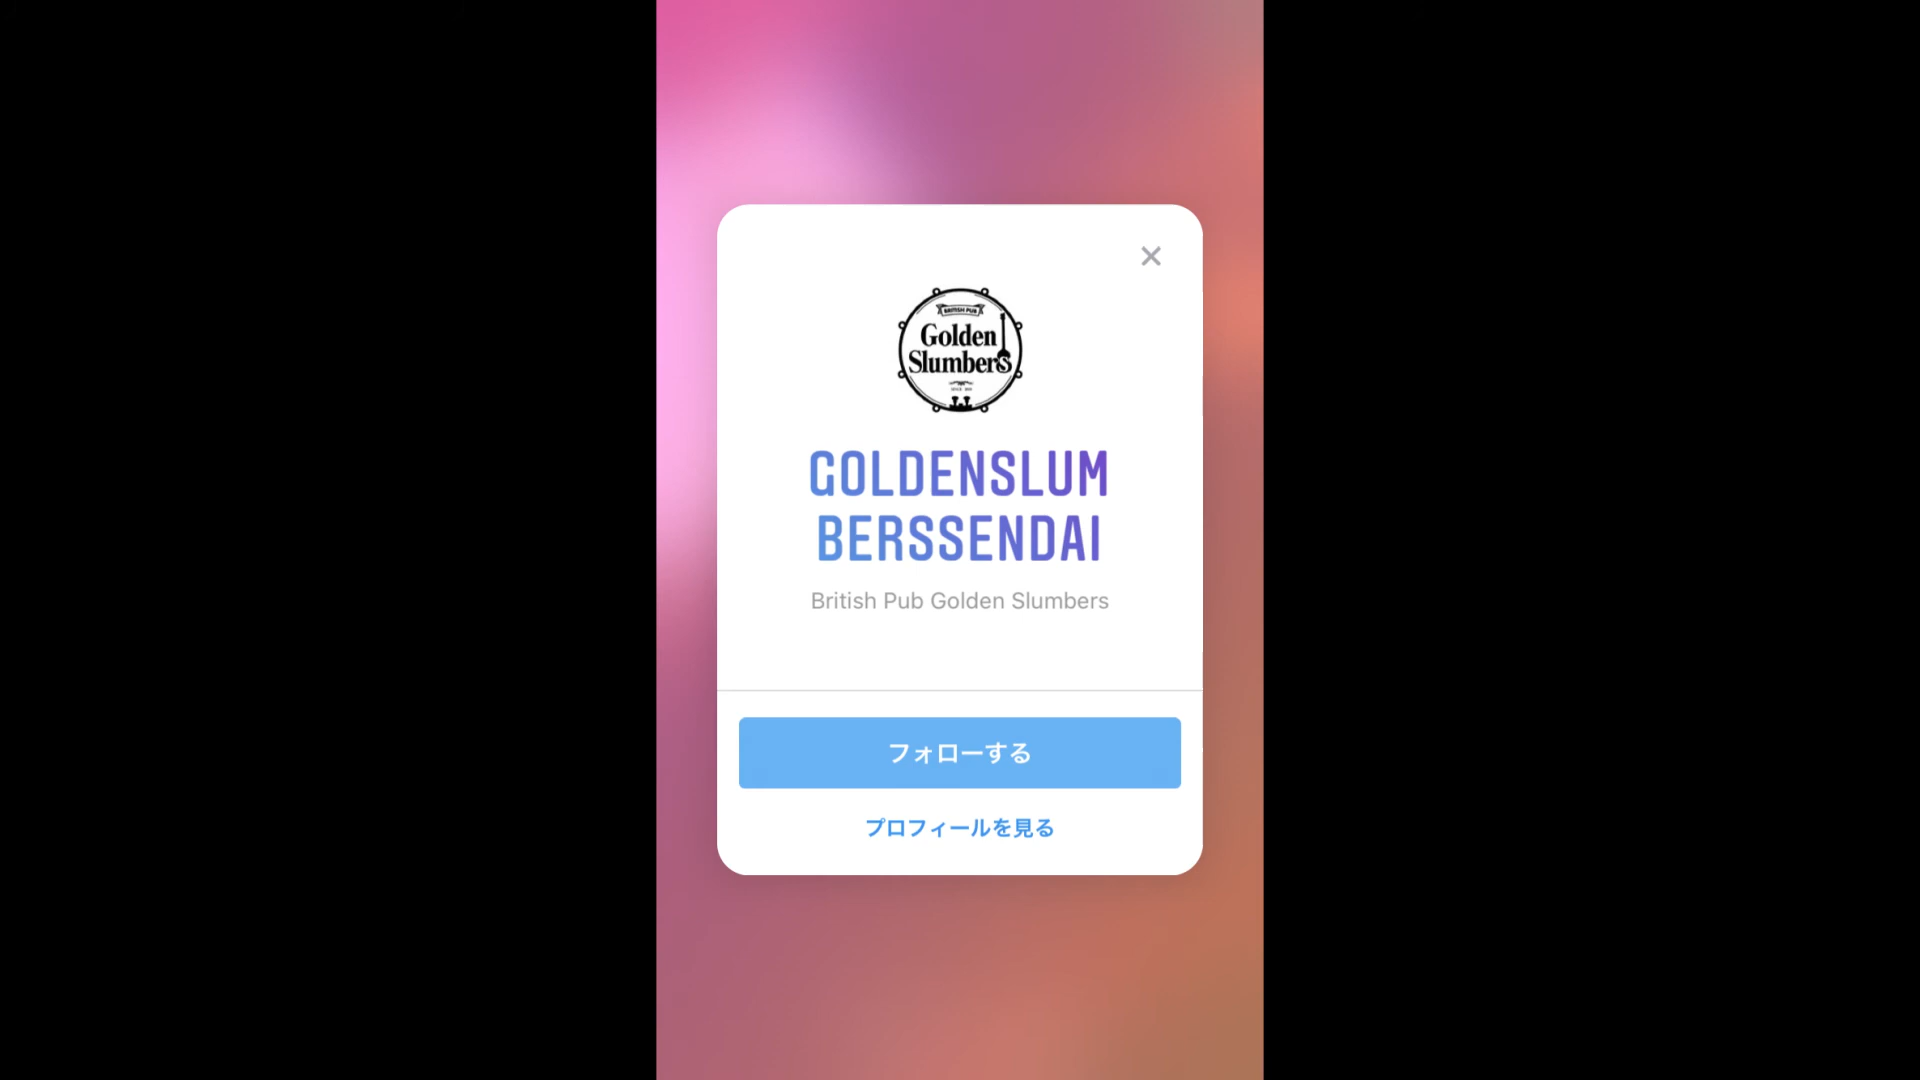 BRITISH PUB
Golden
Slumbers
GOLDENSLUM
BERSSENDAI
British Pub Golden Slumbers
フォローする
プロフィールを見る